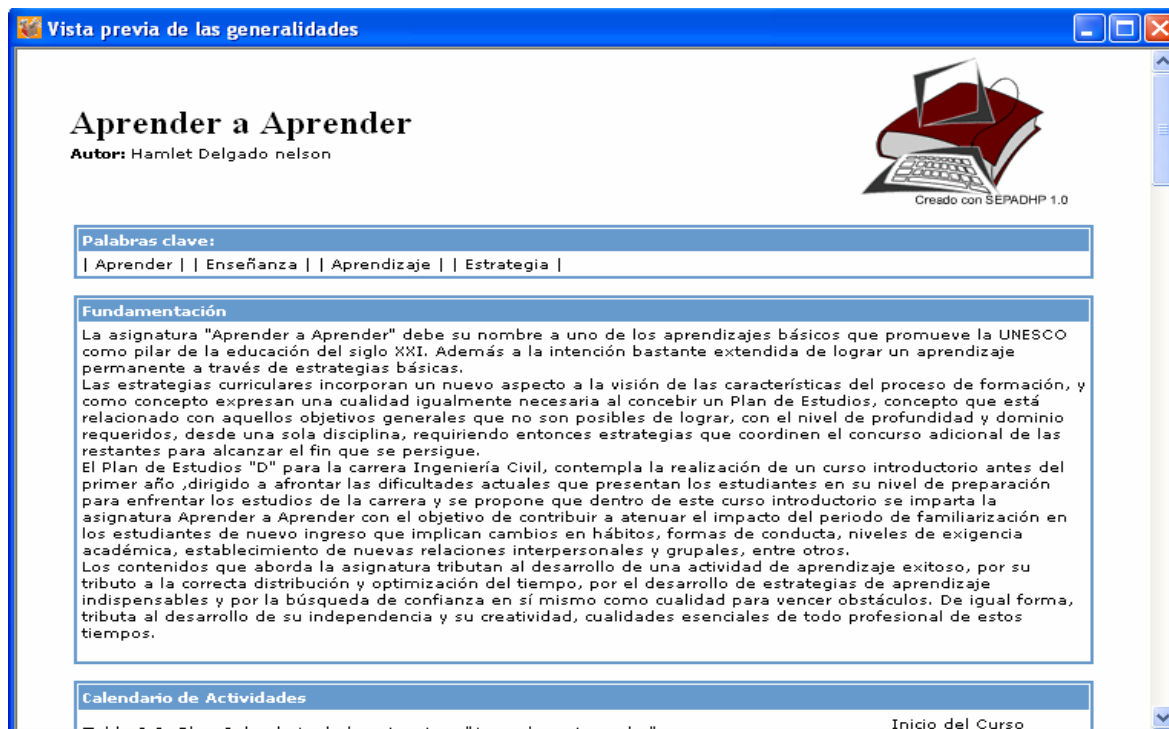 Vista previa de las generalidades
Aprender a Aprender
Autor: Hamlet Delgado nelson
Creado con SEPADHP 1.0
Palabras clave:
| Aprender | | Enseñanza | | Aprendizaje | | Estrategia |
Fundamentación
La asignatura "Aprender a Aprender" debe su nombre a uno de los aprendizajes básicos que promueve la UNESCO
como pilar de la educación del siglo XXI. Además a la intención bastante extendida de lograr un aprendizaje
permanente a través de estrategias básicas.
Las estrategias curriculares incorporan un nuevo aspecto a la visión de las características del proceso de formación, y
como concepto expresan una cualidad igualmente necesaria al concebir un Plan de Estudios, concepto que está
relacionado con aquellos objetivos generales que no son posibles de lograr, con el nivel de profundidad y dominio
requeridos, desde una sola disciplina, requiriendo entonces estrategias que coordinen el concurso adicional de las
restantes para alcanzar el fin que se persigue.
El Plan de Estudios "D" para la carrera Ingeniería Civil, contempla la realización de un curso introductorio antes del
primer año ,dirigido a afrontar las dificultades actuales que presentan los estudiantes en su nivel de preparación
para enfrentar los estudios de la carrera y se propone que dentro de este curso introductorio se imparta la
asignatura Aprender a Aprender con el objetivo de contribuir a atenuar el impacto del periodo de familiarización en
los estudiantes de nuevo ingreso que implican cambios en hábitos, formas de conducta, niveles de exigencia
académica, establecimiento de nuevas relaciones interpersonales y grupales, entre otros.
Los contenidos que aborda la asignatura tributan al desarrollo de una actividad de aprendizaje exitoso, por su
tributo a la correcta distribución y optimización del tiempo, por el desarrollo de estrategias de aprendizaje
indispensables y por la búsqueda de confianza en sí mismo como cualidad para vencer obstáculos. De igual forma,
tributa al desarrollo de su independencia y su creatividad, cualidades esenciales de todo profesional de estos
tiempos.
Calendario de Actividades
Inicio del Curso